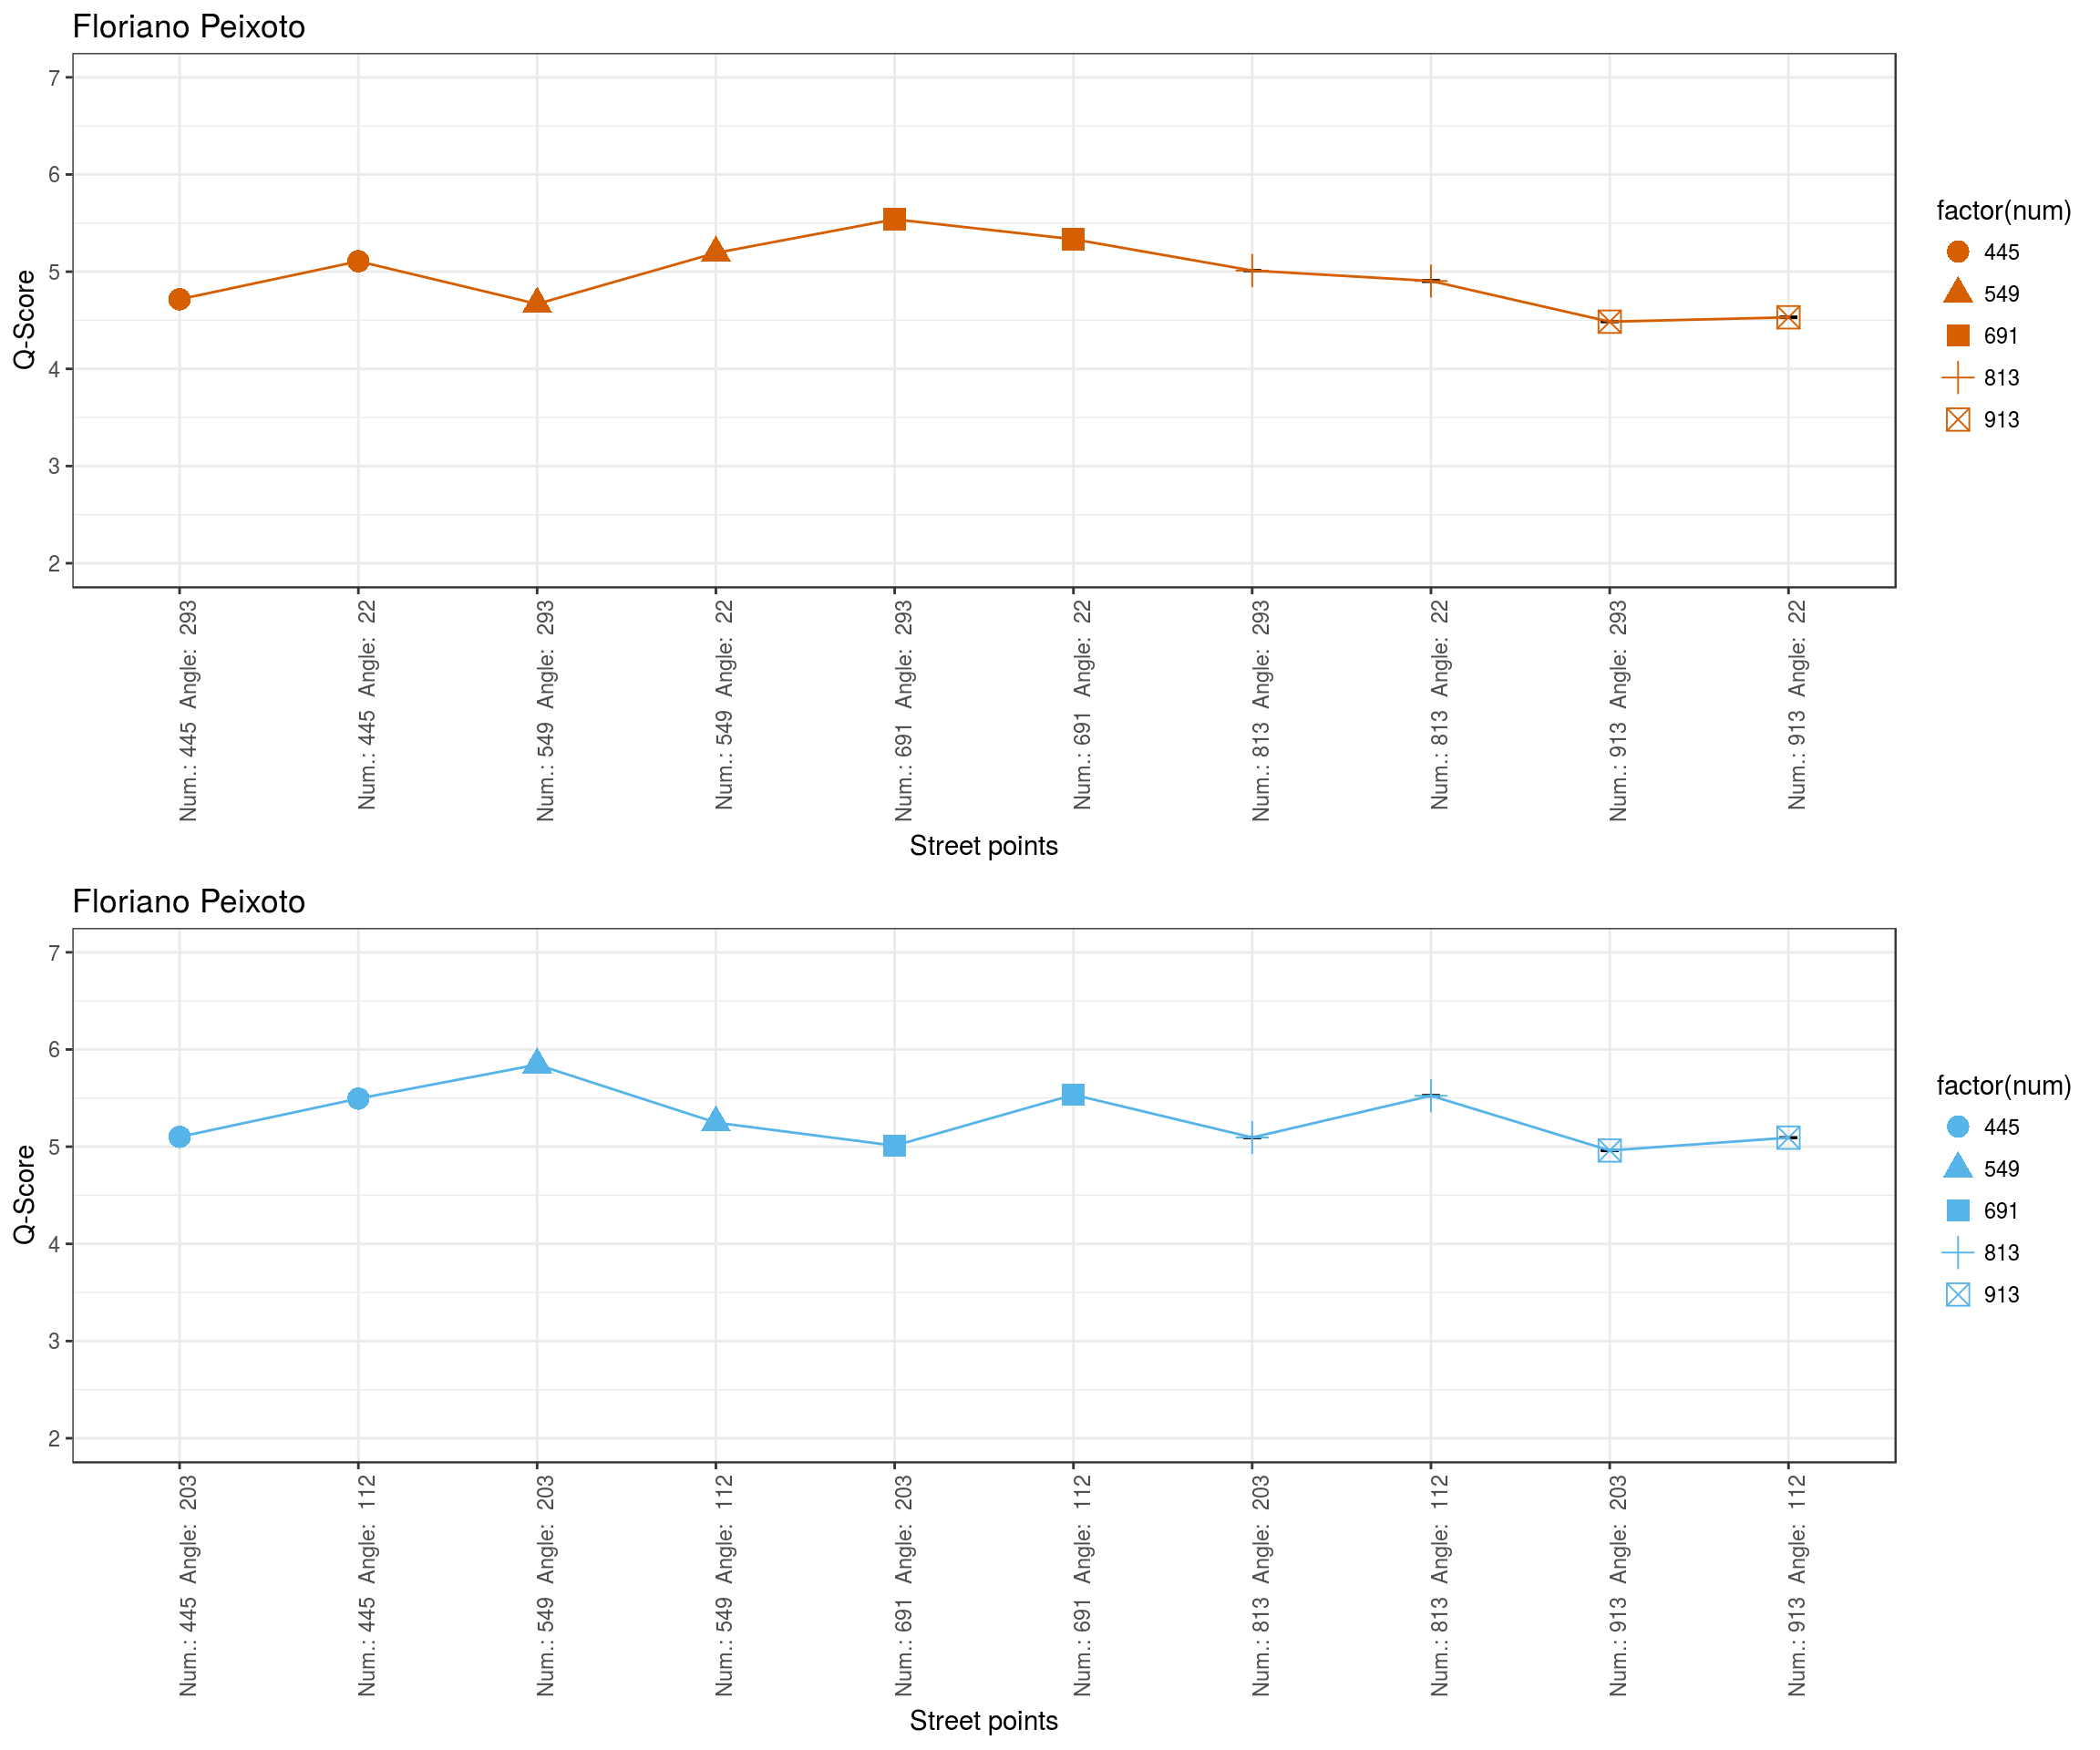 Floriano Peixoto
7
6
5
4
3
2
Q-Score
Num.: 445  Angle:  293
Num.: 445  Angle:  22
Num.: 549  Angle:  293
Num.: 549  Angle:  22
Num.: 691  Angle:  293
Num.: 691  Angle:  22
Num.: 813  Angle:  293
Num.: 813  Angle:  22
Num.: 913  Angle:  293
Num.: 913  Angle:  22
Street points
factor(num)
445
549
691
813
913
Floriano Peixoto
7
6
5
4
3
2
Q-Score
Num.: 445  Angle:  203
Num.: 445  Angle:  112
Num.: 549  Angle:  203
Num.: 549  Angle:  112
Num.: 691  Angle:  203
Num.: 691  Angle:  112
Num.: 813  Angle:  203
Num.: 813  Angle:  112
Num.: 913  Angle:  203
Num.: 913  Angle:  112
Street points
factor(num)
445
549
691
813
913